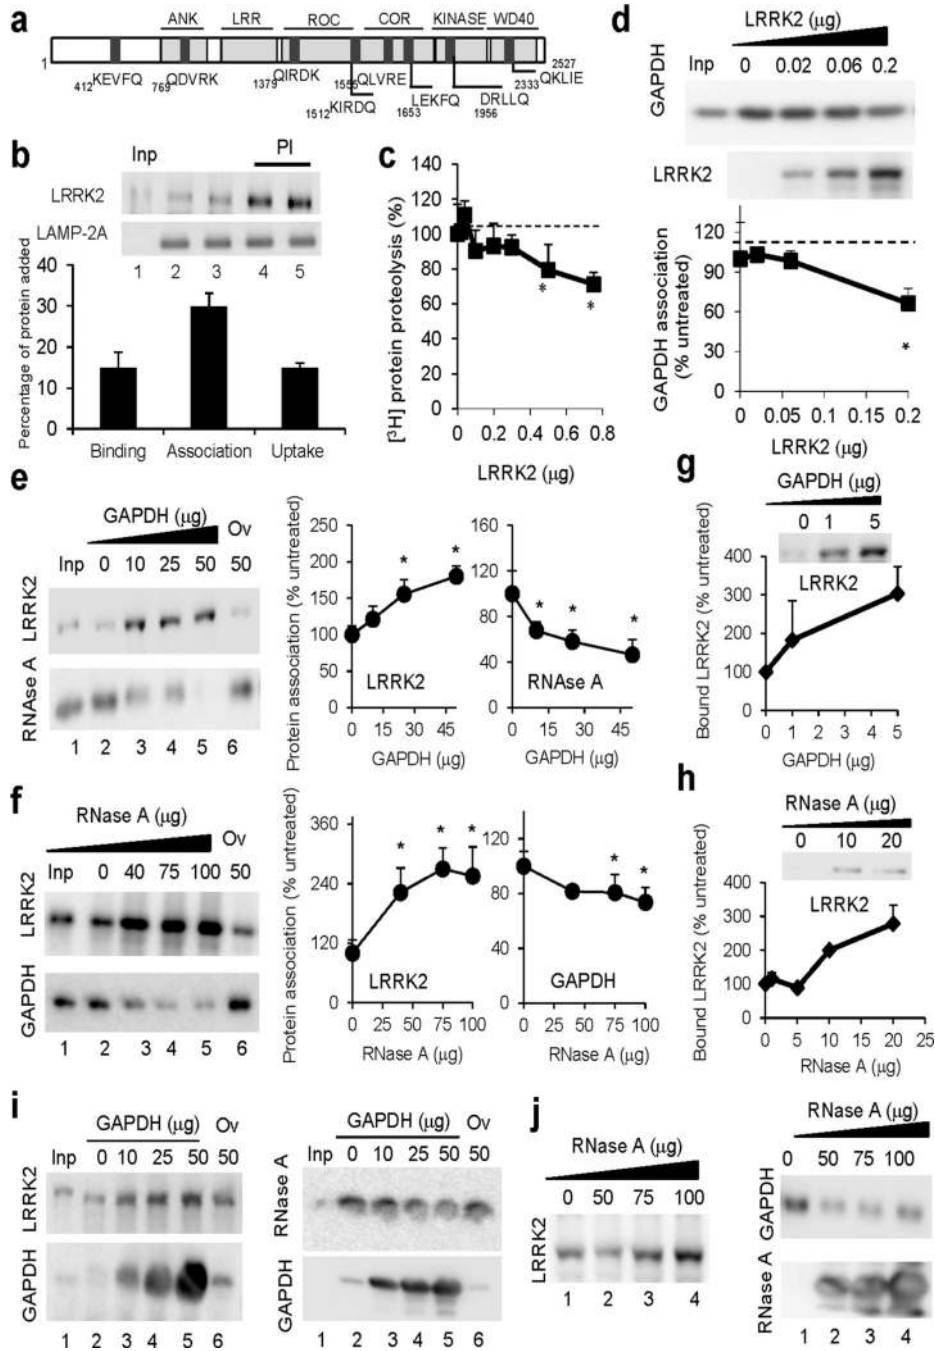 a
ANK LRR ROC COR KINASE WD40
1
2527
412KEVFQ 769QDVRK 1379QIRDK 1555QLVRE 2333QKLIE
1512KIRDQ 1653LEKFQ 1956DRLLQ
b
Inp PI
LRRK2
LAMP-2A
1 2 3 4 5
Percentage of protein added
40
30
20
10
0
Binding Association Uptake
c
[³H] protein proteolysis (%)
140
120
100
80
60
40
20
0
* *
0 0.2 0.4 0.6 0.8
LRRK2 (µg)
d
LRRK2 (µg)
Inp 0 0.02 0.06 0.2
GAPDH
LRRK2
GAPDH association
(% untreated)
120
90
60
30
0
*
0 0.05 0.1 0.15 0.2
LRRK2 (µg)
e
GAPDH (µg) Ov
Inp 0 10 25 50 50
LRRK2
RNAse A
1 2 3 4 5 6
Protein association (% untreated)
250
200
150
100
50
0
* *
LRRK2
0 15 30 45
GAPDH (µg)
160
120
80
40
0
* * *
RNAse A
0 15 30 45
GAPDH (µg)
f
RNase A (µg) Ov
Inp 0 40 75 100 50
LRRK2
GAPDH
1 2 3 4 5 6
Protein association (% untreated)
360
240
120
0
* * *
LRRK2
0 25 50 75 100
RNase A (µg)
160
120
80
40
0
* *
GAPDH
0 25 50 75 100
RNase A (µg)
g
GAPDH (µg)
0 1 5
LRRK2
Bound LRRK2 (% untreated)
400
300
200
100
0
0 1 2 3 4 5
GAPDH (µg)
h
RNase A (µg)
0 10 20
LRRK2
Bound LRRK2 (% untreated)
400
300
200
100
0
0 5 10 15 20 25
RNase A (µg)
i
GAPDH (µg) Ov
Inp 0 10 25 50 50
LRRK2
GAPDH
1 2 3 4 5 6
GAPDH (µg) Ov
Inp 0 10 25 50 50
RNase A
GAPDH
1 2 3 4 5 6
j
RNase A (µg)
0 50 75 100
LRRK2
1 2 3 4
RNase A (µg)
0 50 75 100
GAPDH
RNase A
1 2 3 4